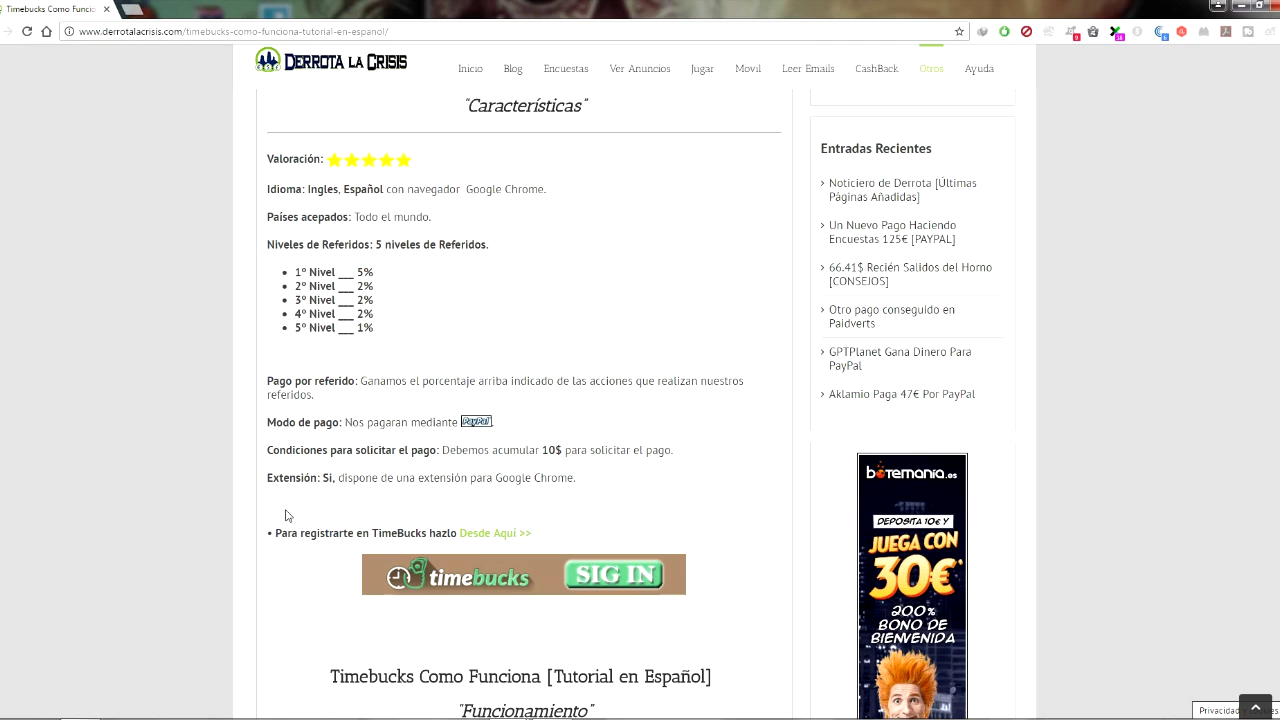 Timebucks Como Funcio
www.derrotalacrisis.com/timebucks-como-funciona-tutorial-en-espanol/
DERROTA LA CRISIS
Inicio Blog Encuestas Ver Anuncios Jugar Movil Leer Emails CashBack Otros Ayuda
"Características"
Valoración:
Idioma: Ingles, Español con navegador Google Chrome.
Países acepados: Todo el mundo.
Niveles de Referidos: 5 niveles de Referidos.
• 1º Nivel ___ 5%
• 2º Nivel ___ 2%
• 3º Nivel ___ 2%
• 4º Nivel ___ 2%
• 5º Nivel ___ 1%
Pago por referido: Ganamos el porcentaje arriba indicado de las acciones que realizan nuestros
referidos.
Modo de pago: Nos pagaran mediante PayPal.
Condiciones para solicitar el pago: Debemos acumular 10$ para solicitar el pago.
Extensión: Si, dispone de una extensión para Google Chrome.
• Para registrarte en TimeBucks hazlo Desde Aquí >>
timebucks SIG IN
Timebucks Como Funciona [Tutorial en Español]
"Funcionamiento"
Entradas Recientes
> Noticiero de Derrota [Últimas
Páginas Añadidas]
> Un Nuevo Pago Haciendo
Encuestas 125€ [PAYPAL]
> 66.41$ Recién Salidos del Horno
[CONSEJOS]
> Otro pago conseguido en
Paidverts
> GPTPlanet Gana Dinero Para
PayPal
> Aklamio Paga 47€ Por PayPal
botemanía.es
DEPOSITA 10€ Y
JUEGA CON
30€
200%
BONO DE
BIENVENIDA